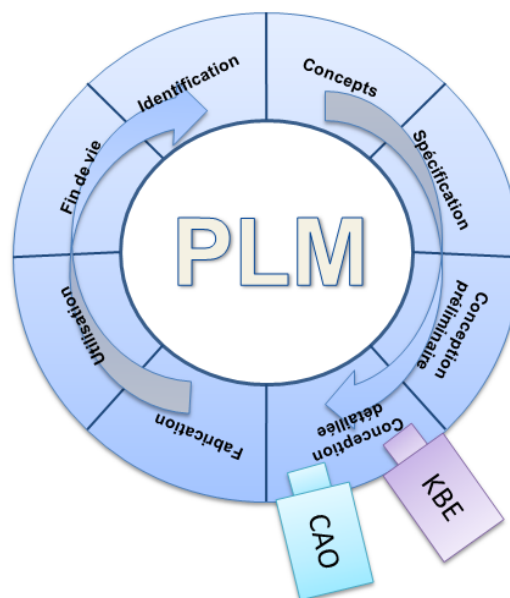 Identification
Concepts
Spécification
Conception
préliminaire
Conception
détaillée
Fabrication
Utilisation
Fin de vie
PLM
CAO
KBE